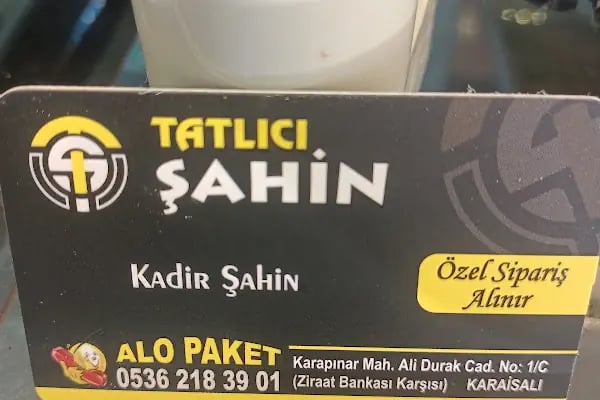 TATLICI
ŞAHİN
Kadir Şahin
Özel Sipariş
Alınır
ALO PAKET
0536 218 39 01
Karapınar Mah. Ali Durak Cad. No: 1/C
(Ziraat Bankası Karşısı) KARAİSALI